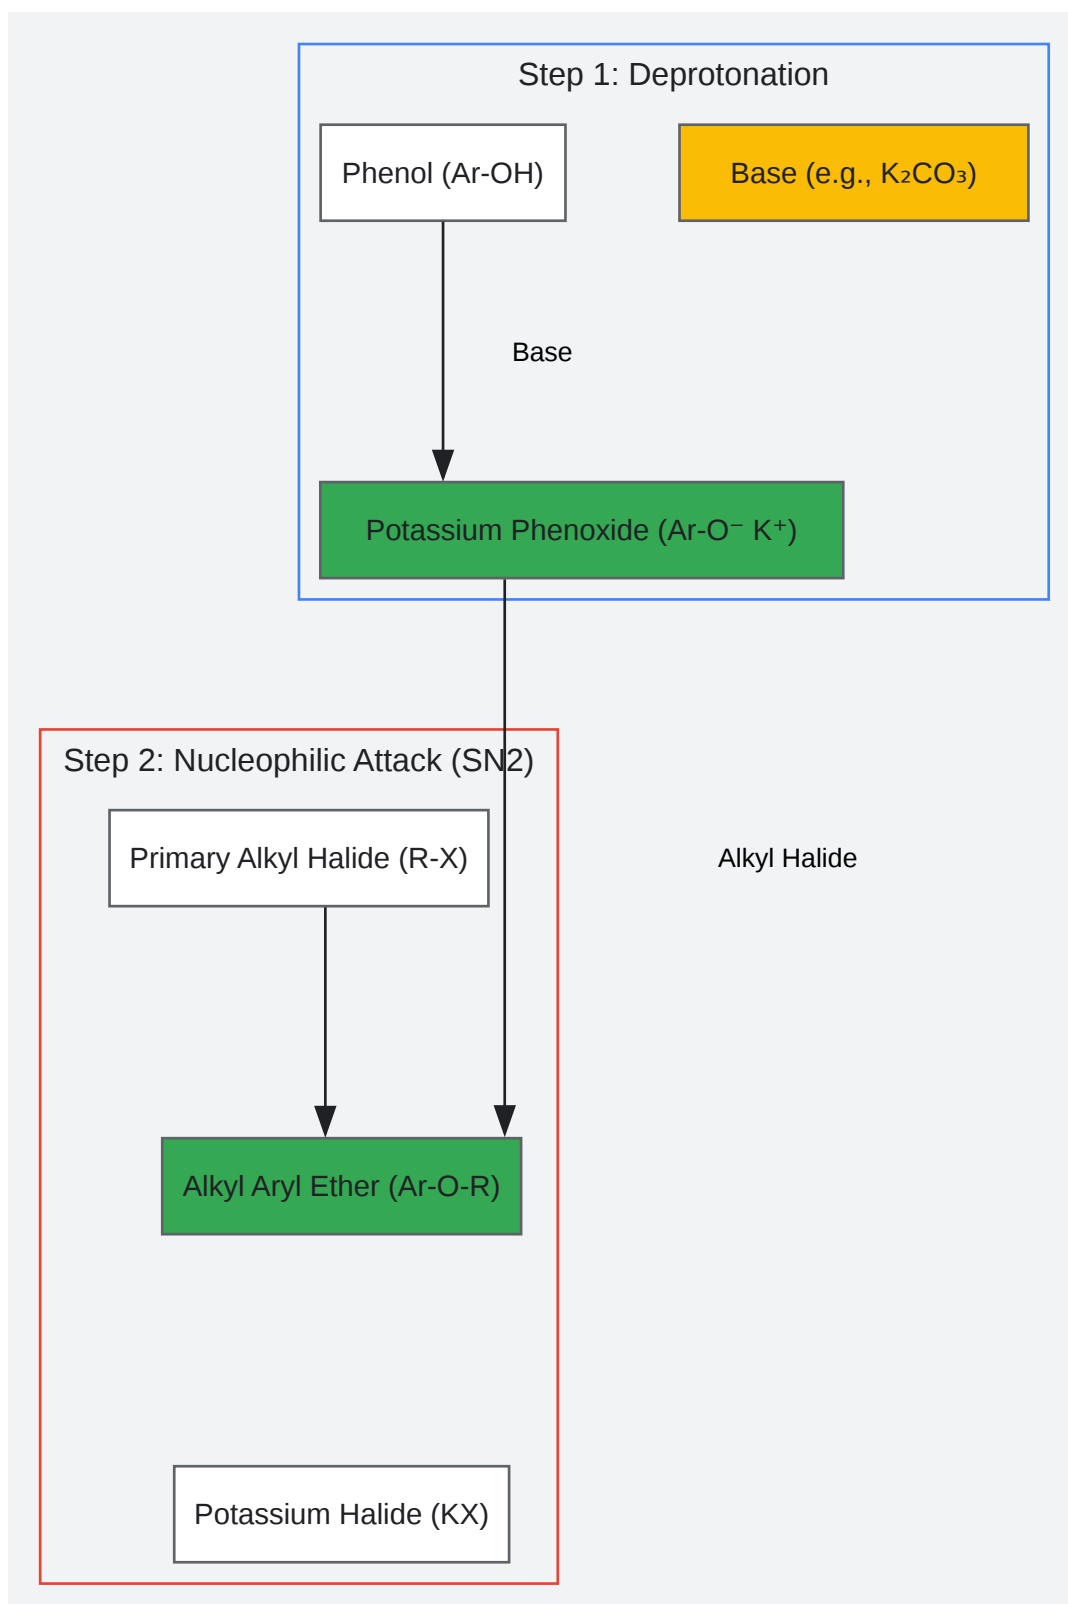 Step 1: Deprotonation
Phenol (Ar-OH)
Base (e.g., K₂CO₃)
Base
Potassium Phenoxide (Ar-O⁻ K⁺)
Step 2: Nucleophilic Attack (SN2)
Primary Alkyl Halide (R-X)
Alkyl Halide
Alkyl Aryl Ether (Ar-O-R)
Potassium Halide (KX)